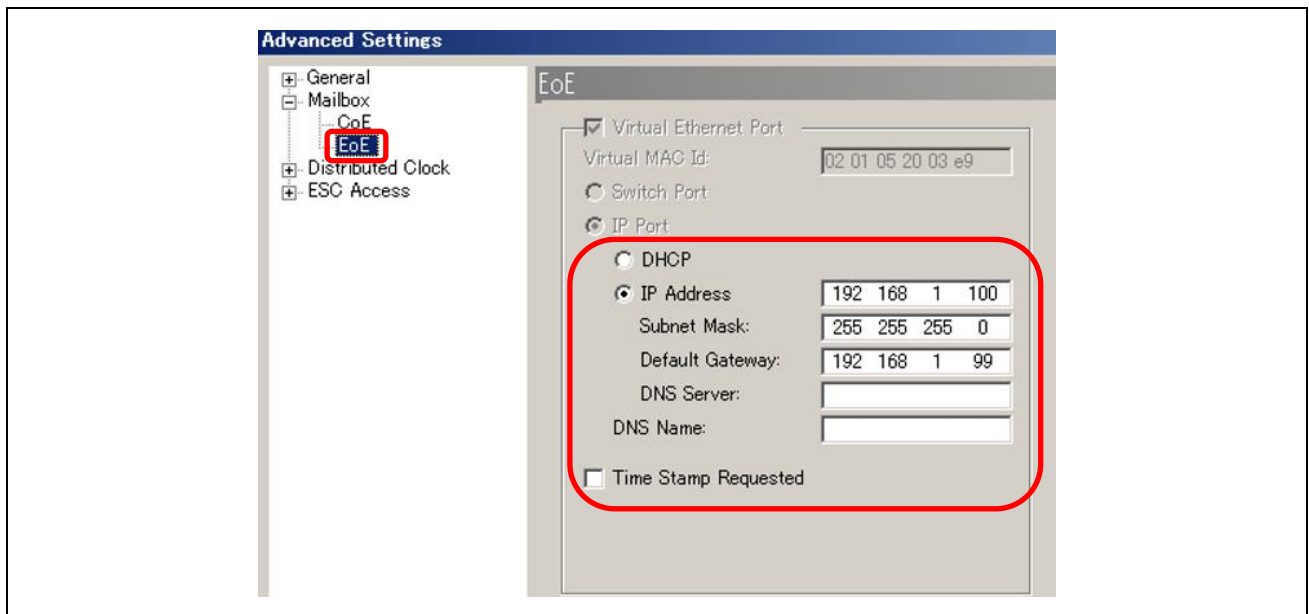 Advanced Settings
General
Mailbox
CoE
EoE
Distributed Clock
ESC Access
EoE
Virtual Ethernet Port
Virtual MAC Id: 02 01 05 20 03 e9
Switch Port
IP Port
DHCP
IP Address 192 168 1 100
Subnet Mask: 255 255 255 0
Default Gateway: 192 168 1 99
DNS Server:
DNS Name:
Time Stamp Requested